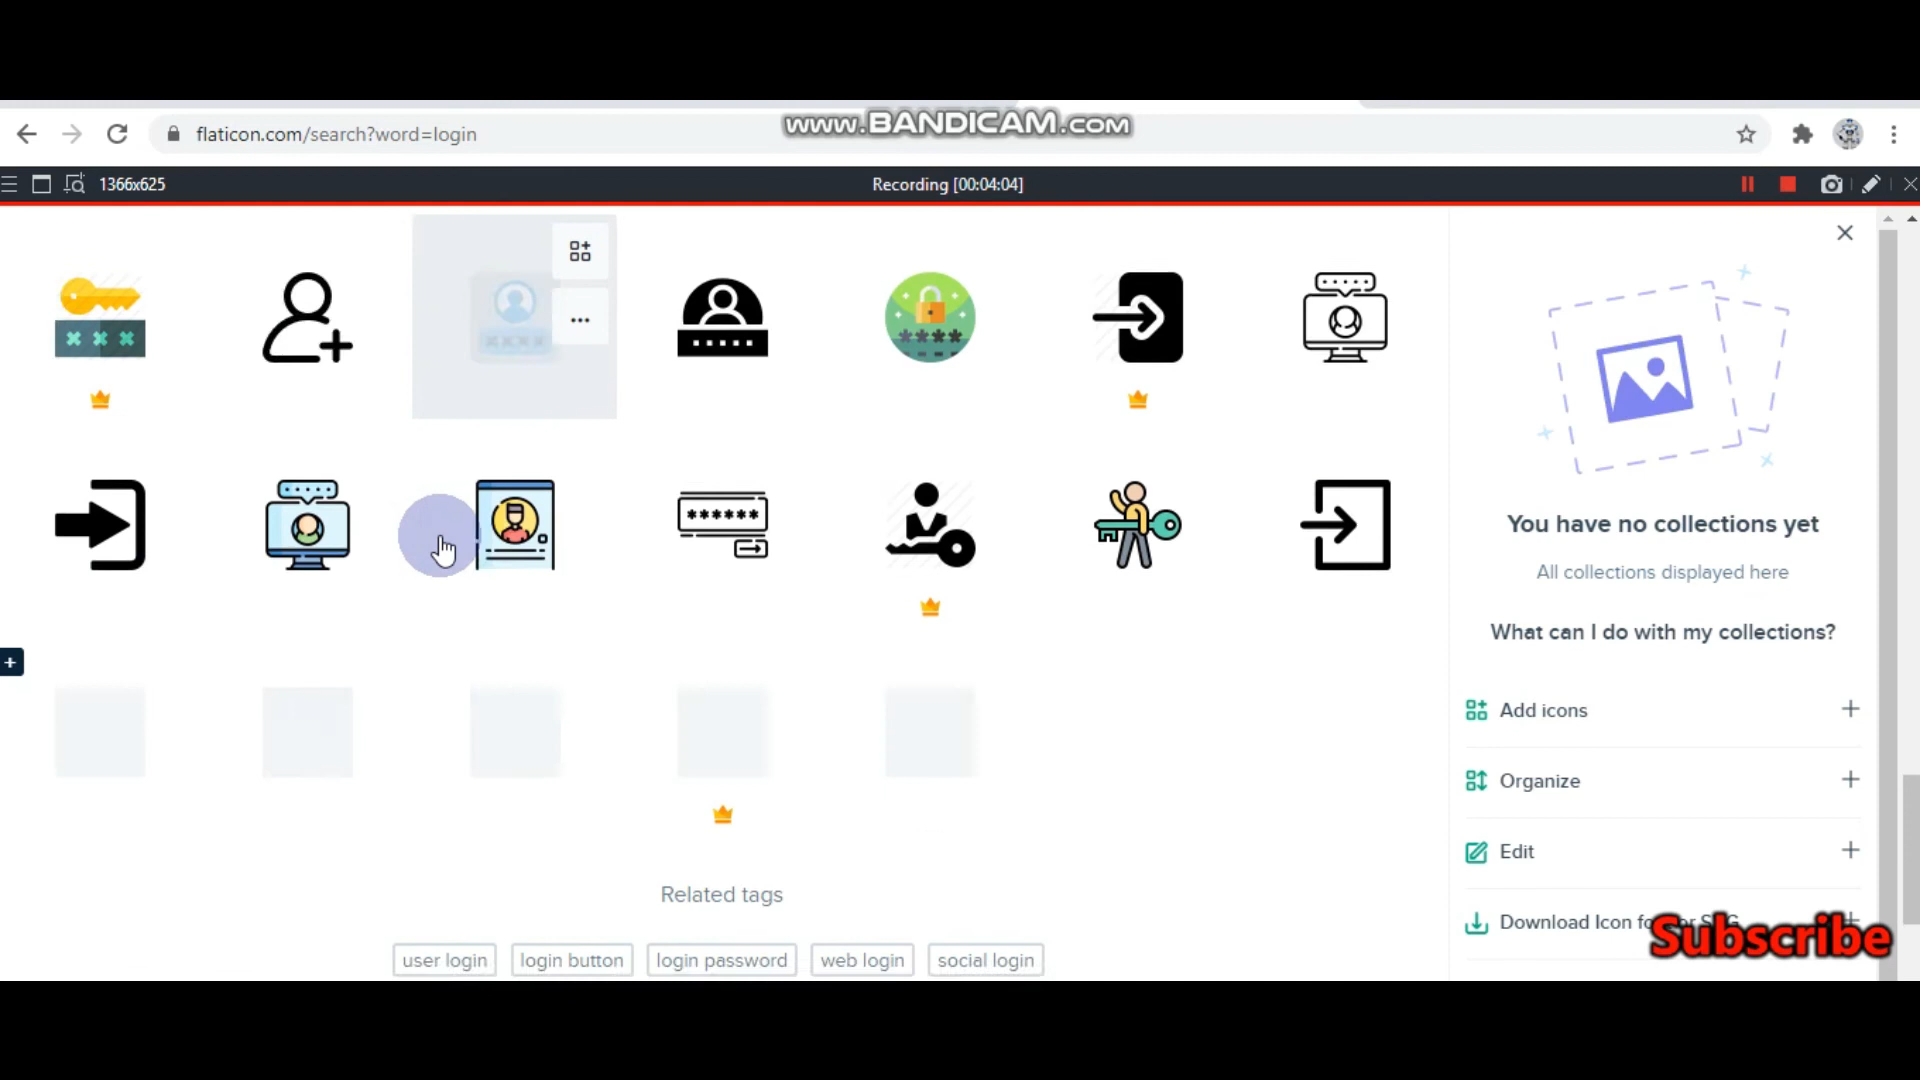 www.BANDICAM.com
flaticon.com/search?word=login
1366x625
Recording [00:04:04]
You have no collections yet
All collections displayed here
What can I do with my collections?
Add icons
Organize
Edit
Download Icon
Subscribe
Related tags
user login
login button
login password
web login
social login